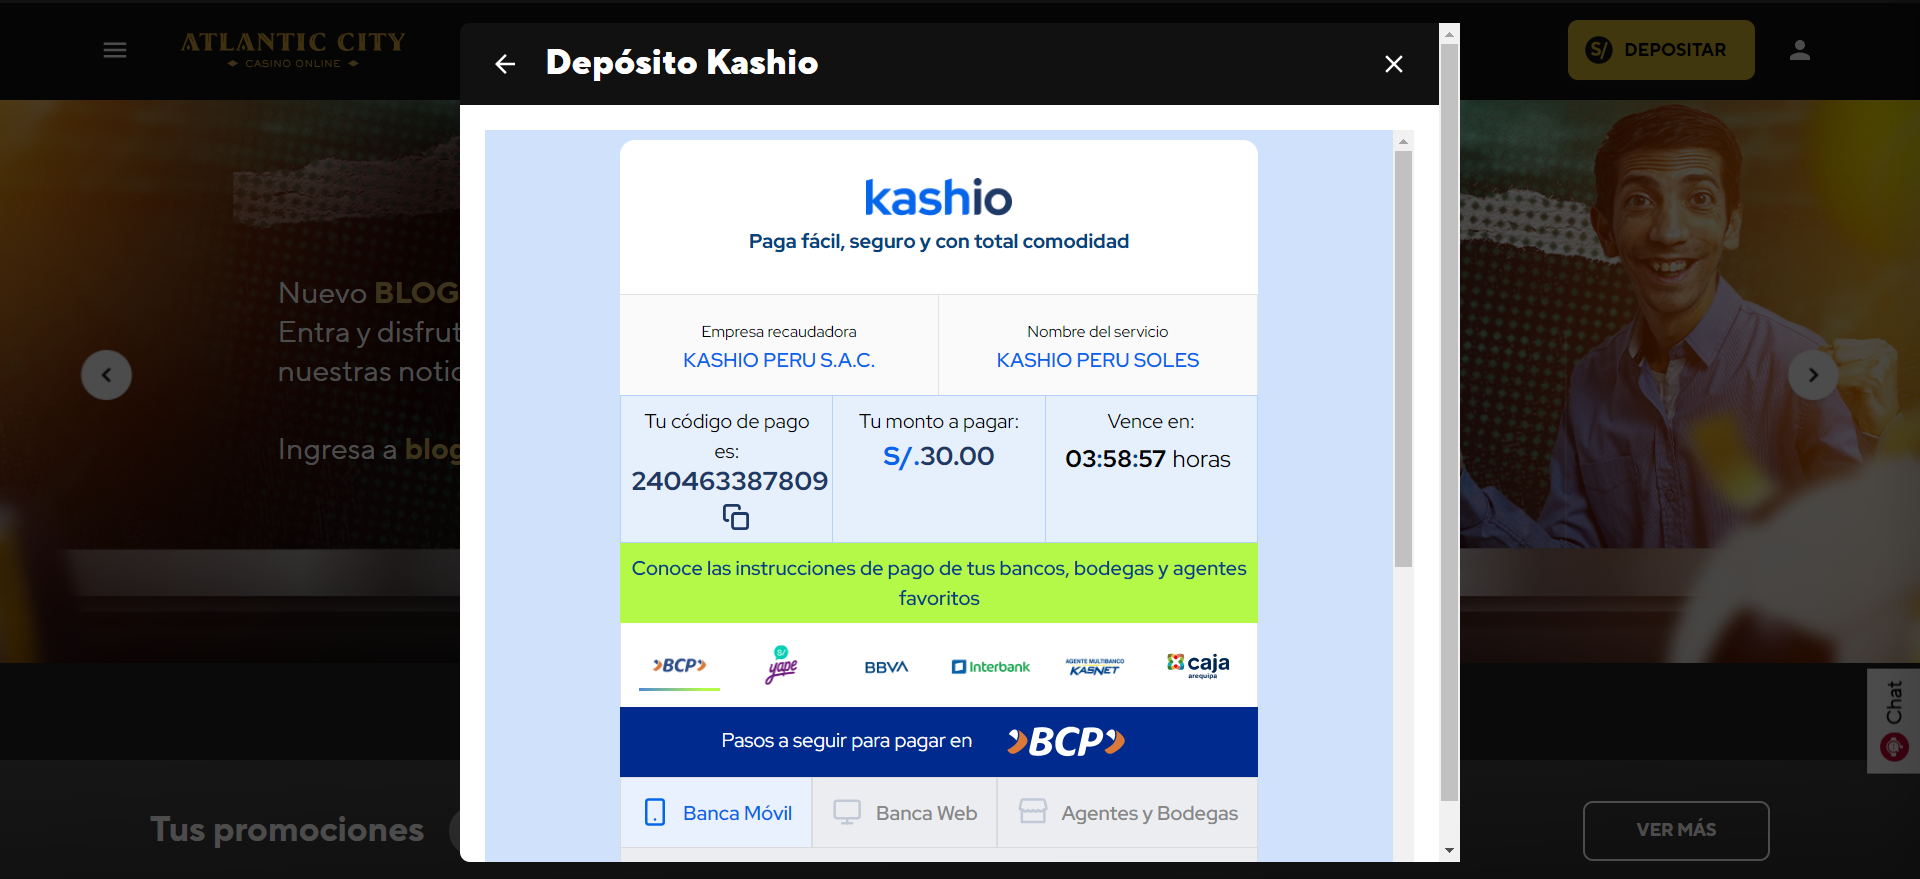 ATLANTIC CITY
CASINO ONLINE
Depósito Kashio
S/ DEPOSITAR
Nuevo BLOG
Entra y disfrut
nuestras notic
Ingresa a blog
kashio
Paga fácil, seguro y con total comodidad
Empresa recaudadora
KASHIO PERU S.A.C.
Nombre del servicio
KASHIO PERU SOLES
Tu código de pago
es:
240463387809
Tu monto a pagar:
S/.30.00
Vence en:
03:58:57 horas
Conoce las instrucciones de pago de tus bancos, bodegas y agentes
favoritos
BCP
S/
yape
BBVA
Interbank
AGENTE MULTIBANCO
KASNET
caja
arequipa
Pasos a seguir para pagar en BCP
Banca Móvil
Banca Web
Agentes y Bodegas
Chat
Tus promociones
VER MÁS